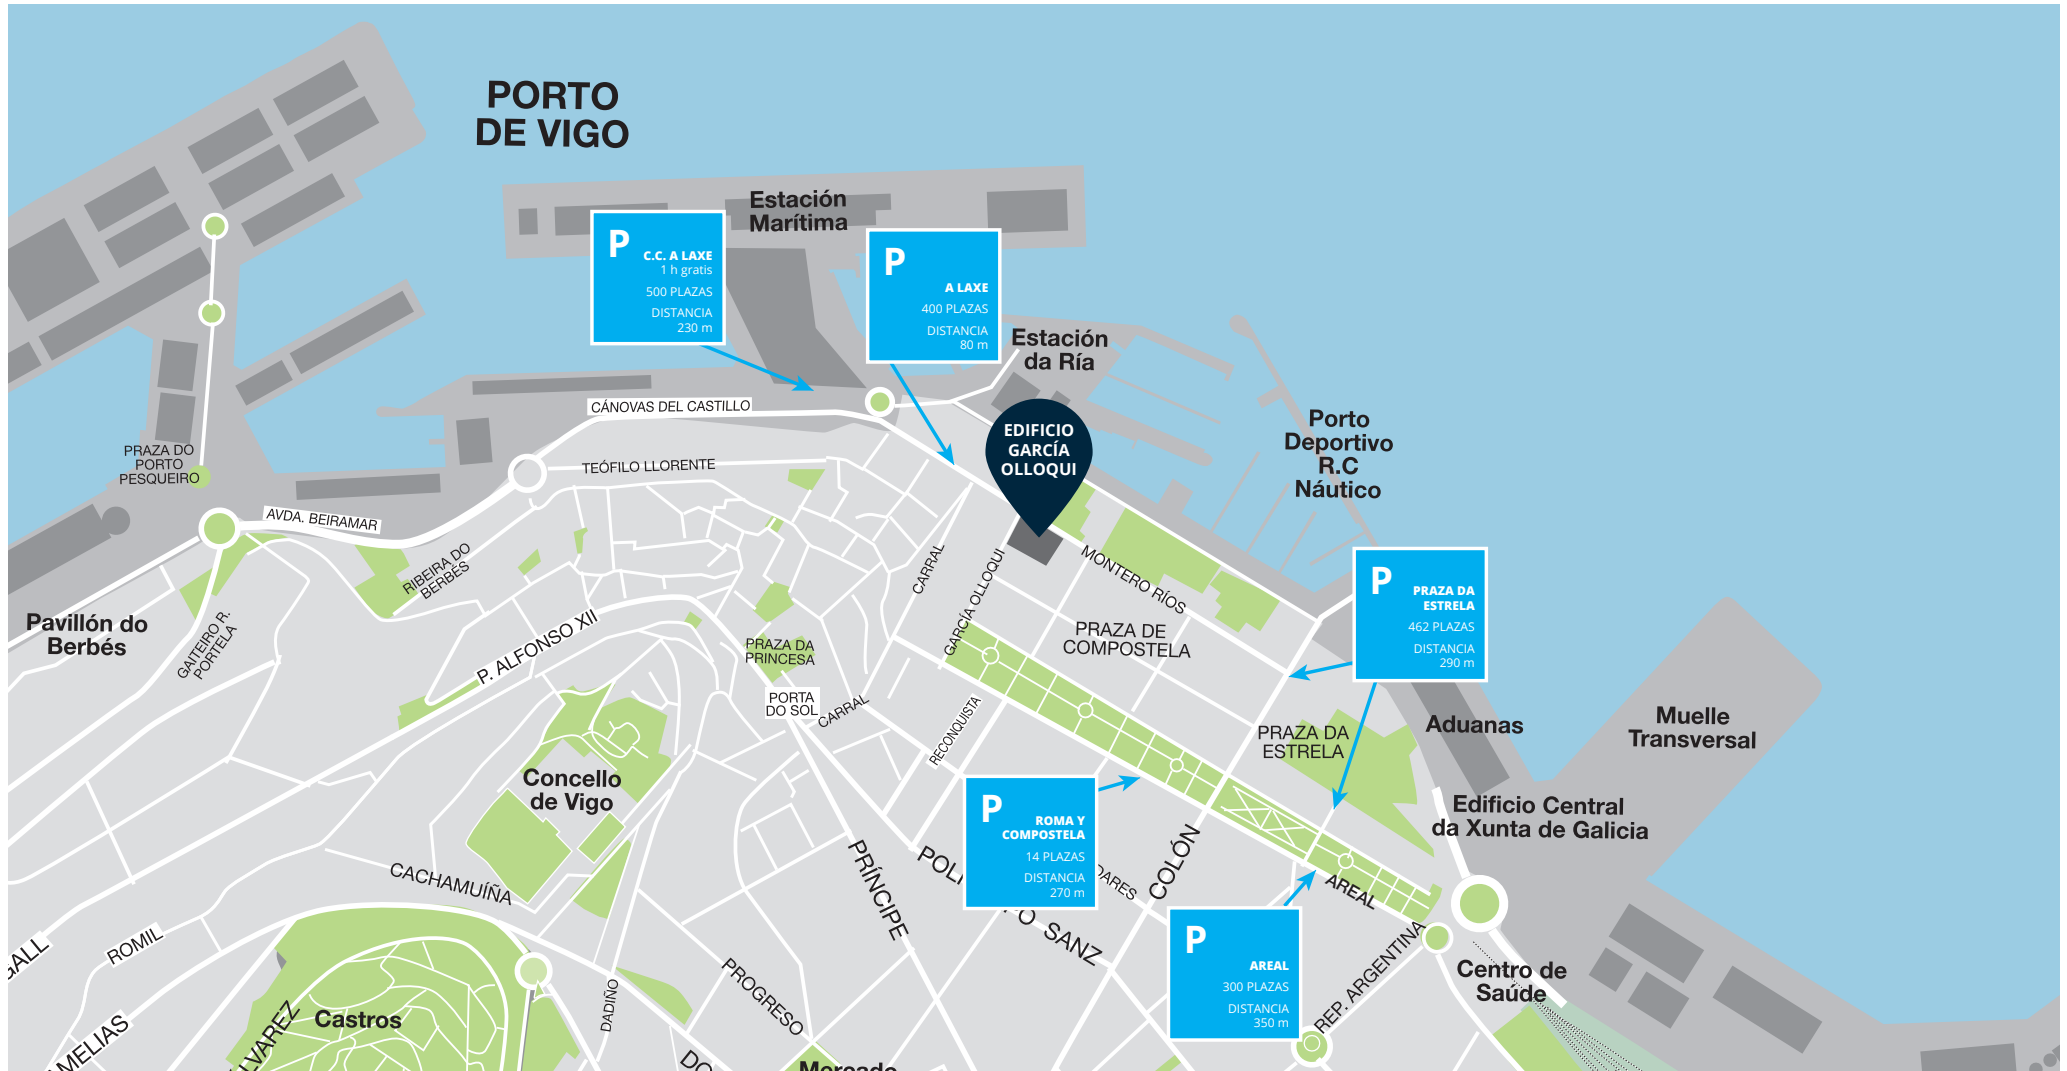 PORTO
DE VIGO
Estación
Marítima
P
C.C. A LAXE
1 h gratis
500 PLAZAS
DISTANCIA
230 m
P
A LAXE
400 PLAZAS
DISTANCIA
80 m
Estación
da Ría
CÁNOVAS DEL CASTILLO
EDIFICIO
GARCÍA
OLLOQUI
Porto
Deportivo
R.C
Náutico
PRAZA DO
PORTO
PESQUEIRO
TEÓFILO LLORENTE
AVDA. BEIRAMAR
RIBEIRA DO
BERBÉS
CARRAL
GARCÍA OLLOQUI
MONTERO RÍOS
P
PRAZA DA
ESTRELA
462 PLAZAS
DISTANCIA
290 m
Pavillón do
Berbés
GAITEIRO R.
PORTELA
P. ALFONSO XII
PRAZA DA
PRINCESA
PRAZA DE
COMPOSTELA
PORTA
DO SOL
CARRAL
RECONQUISTA
PRAZA DA
ESTRELA
Aduanas
Muelle
Transversal
Concello
de Vigo
P
ROMA Y
COMPOSTELA
14 PLAZAS
DISTANCIA
270 m
Edificio Central
da Xunta de Galicia
CACHAMUÍÑA
PRÍNCIPE
COLÓN
AREAL
SANZ
P
AREAL
300 PLAZAS
DISTANCIA
350 m
REP. ARGENTINA
Centro de
Saúde
ROMIL
PROGRESO
DADIÑO
Castros
Mercado